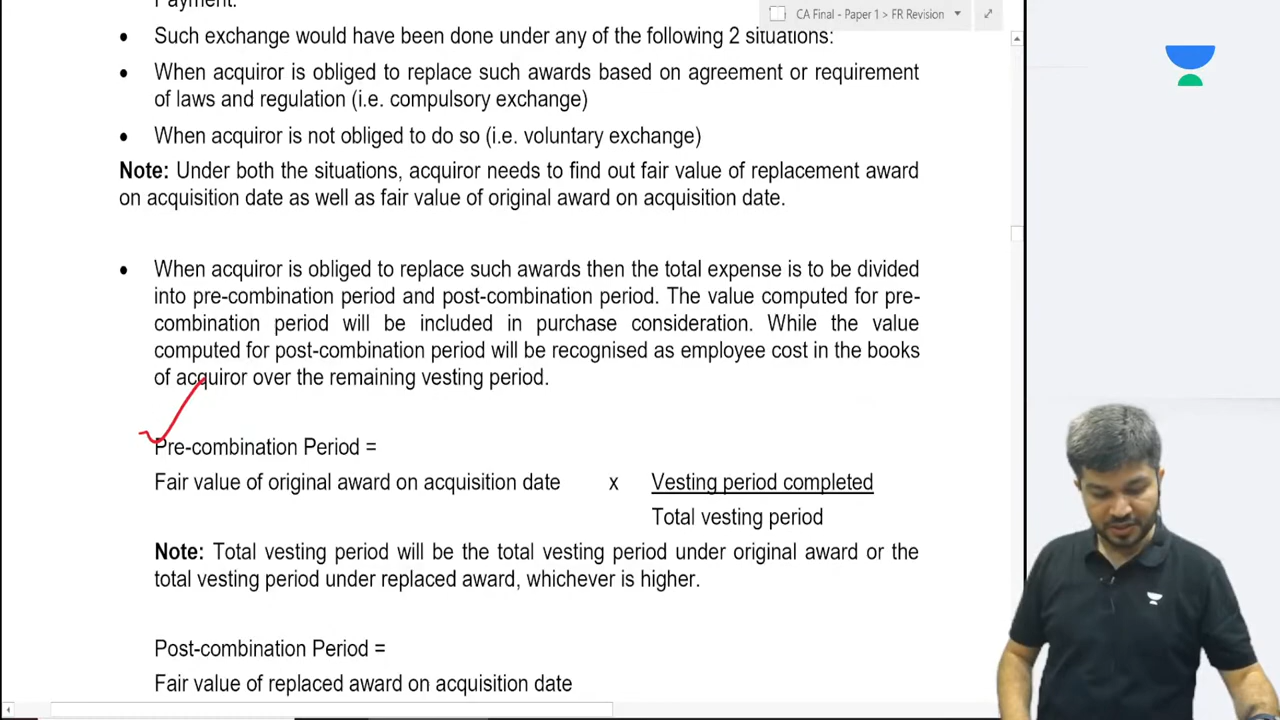 Payment.
CA Final - Paper 1 > FR Revision
• Such exchange would have been done under any of the following 2 situations:
• When acquiror is obliged to replace such awards based on agreement or requirement
of laws and regulation (i.e. compulsory exchange)
• When acquiror is not obliged to do so (i.e. voluntary exchange)
Note: Under both the situations, acquiror needs to find out fair value of replacement award
on acquisition date as well as fair value of original award on acquisition date.
• When acquiror is obliged to replace such awards then the total expense is to be divided
into pre-combination period and post-combination period. The value computed for pre-
combination period will be included in purchase consideration. While the value
computed for post-combination period will be recognised as employee cost in the books
of acquiror over the remaining vesting period.
Pre-combination Period =
Fair value of original award on acquisition date x Vesting period completed
Total vesting period
Note: Total vesting period will be the total vesting period under original award or the
total vesting period under replaced award, whichever is higher.
Post-combination Period =
Fair value of replaced award on acquisition date